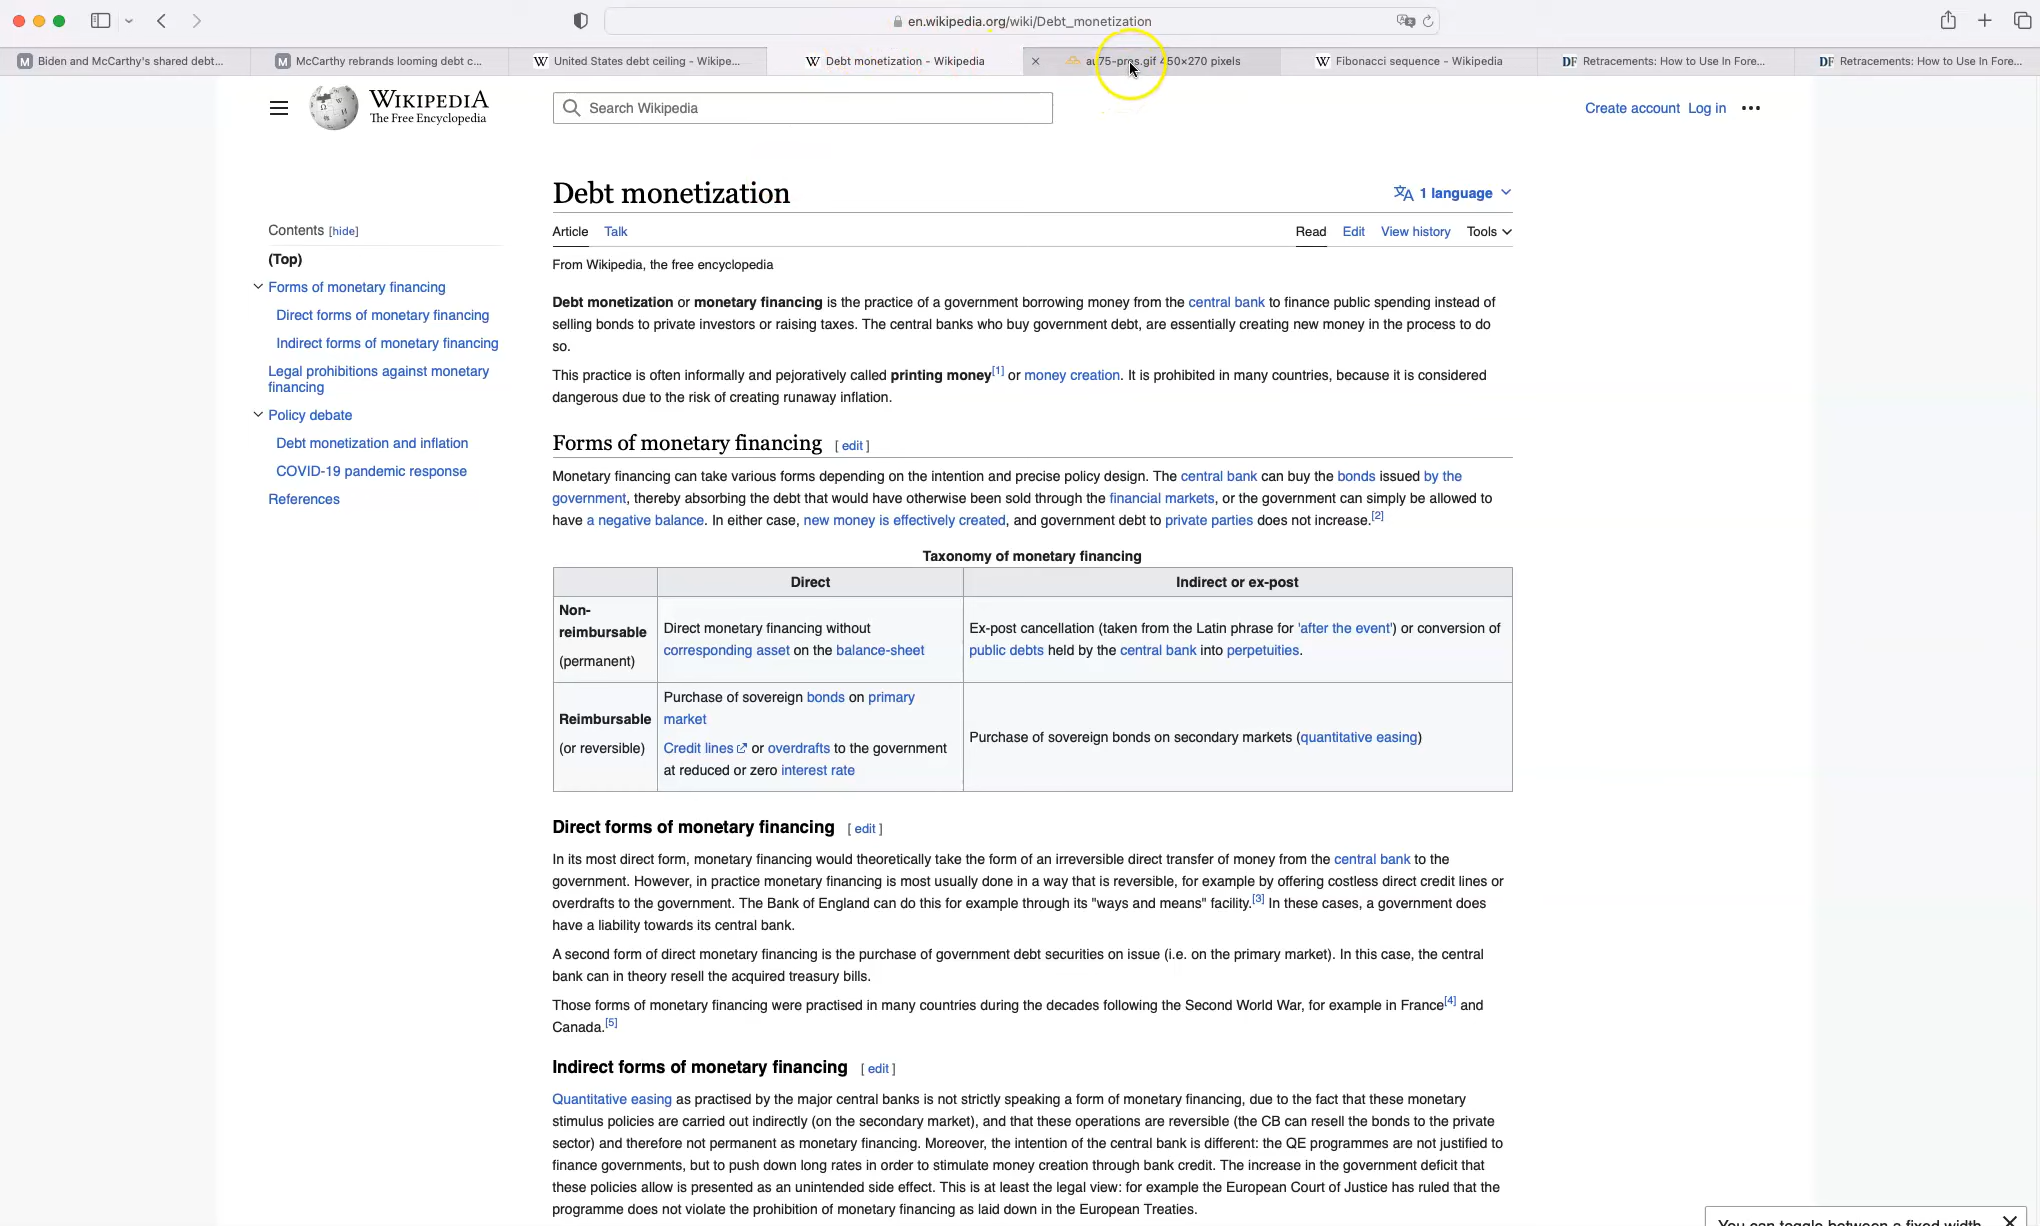 en.wikipedia.org/wiki/Debt_monetization
Biden and McCarthy's shared debt...
McCarthy rebrands looming debt c...
United States debt ceiling - Wikipe...
Debt monetization - Wikipedia
au75-pres.gif 450×270 pixels
Fibonacci sequence - Wikipedia
DF Retracements: How to Use In Fore...
DF Retracements: How to Use In Fore...
WIKIPEDIA
The Free Encyclopedia
Search Wikipedia
Create account Log in
Debt monetization
1 language
Contents [hide]
(Top)
Forms of monetary financing
Direct forms of monetary financing
Indirect forms of monetary financing
Legal prohibitions against monetary
financing
Policy debate
Debt monetization and inflation
COVID-19 pandemic response
References
Article Talk
Read Edit View history Tools
From Wikipedia, the free encyclopedia
Debt monetization or monetary financing is the practice of a government borrowing money from the central bank to finance public spending instead of
selling bonds to private investors or raising taxes. The central banks who buy government debt, are essentially creating new money in the process to do
so.
This practice is often informally and pejoratively called printing money[1] or money creation. It is prohibited in many countries, because it is considered
dangerous due to the risk of creating runaway inflation.
Forms of monetary financing [ edit ]
Monetary financing can take various forms depending on the intention and precise policy design. The central bank can buy the bonds issued by the
government, thereby absorbing the debt that would have otherwise been sold through the financial markets, or the government can simply be allowed to
have a negative balance. In either case, new money is effectively created, and government debt to private parties does not increase.[2]
Taxonomy of monetary financing
Direct
Indirect or ex-post
Non-
reimbursable
(permanent)
Direct monetary financing without
corresponding asset on the balance-sheet
Ex-post cancellation (taken from the Latin phrase for 'after the event') or conversion of
public debts held by the central bank into perpetuities.
Reimbursable
(or reversible)
Purchase of sovereign bonds on primary
market
Credit lines or overdrafts to the government
at reduced or zero interest rate
Purchase of sovereign bonds on secondary markets (quantitative easing)
Direct forms of monetary financing [ edit ]
In its most direct form, monetary financing would theoretically take the form of an irreversible direct transfer of money from the central bank to the
government. However, in practice monetary financing is most usually done in a way that is reversible, for example by offering costless direct credit lines or
overdrafts to the government. The Bank of England can do this for example through its "ways and means" facility.[3] In these cases, a government does
have a liability towards its central bank.
A second form of direct monetary financing is the purchase of government debt securities on issue (i.e. on the primary market). In this case, the central
bank can in theory resell the acquired treasury bills.
Those forms of monetary financing were practised in many countries during the decades following the Second World War, for example in France[4] and
Canada.[5]
Indirect forms of monetary financing [ edit ]
Quantitative easing as practised by the major central banks is not strictly speaking a form of monetary financing, due to the fact that these monetary
stimulus policies are carried out indirectly (on the secondary market), and that these operations are reversible (the CB can resell the bonds to the private
sector) and therefore not permanent as monetary financing. Moreover, the intention of the central bank is different: the QE programmes are not justified to
finance governments, but to push down long rates in order to stimulate money creation through bank credit. The increase in the government deficit that
these policies allow is presented as an unintended side effect. This is at least the legal view: for example the European Court of Justice has ruled that the
programme does not violate the prohibition of monetary financing as laid down in the European Treaties.
You can toggle between a fixed width